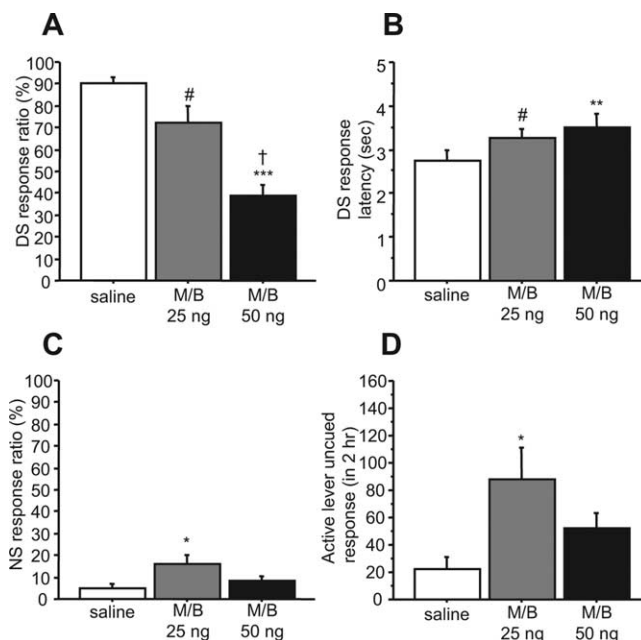 A
DS response ratio (%)
100
90
80
70
60
50
40
30
20
10
0
#
†
***
saline
M/B
25 ng
M/B
50 ng
B
DS response
latency (sec)
5
4
3
2
1
0
#
**
saline
M/B
25 ng
M/B
50 ng
C
NS response ratio (%)
100
90
80
70
60
50
40
30
20
10
0
*
saline
M/B
25 ng
M/B
50 ng
D
Active lever uncued
response (in 2 hr)
160
140
120
100
80
60
40
20
0
*
saline
M/B
25 ng
M/B
50 ng